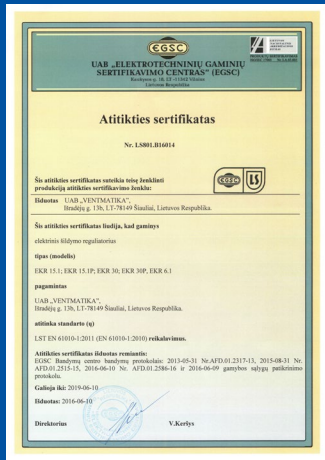 EGSC
UAB „ELEKTROTECHNINIŲ GAMINIŲ
SERTIFIKAVIMO CENTRAS" (EGSC)
Lietuvos Respublika
Atitikties sertifikatas
Nr. LS801.B16014
Šis atitikties sertifikatas suteikia teisę ženklinti
produkciją atitikties sertifikavimo ženklu:
EGSC LS
Išduotas UAB „VENTMATIKA",
Išradėjų g. 13b, LT-78149 Šiauliai, Lietuvos Respublika.
Šis atitikties sertifikatas liudija, kad gaminys
elektrinis šildymo reguliatorius
tipas (modelis)
EKR 15.1; EKR 15.1P; EKR 30; EKR 30P, EKR 6.1
pagamintas
UAB „VENTMATIKA",
Išradėjų g. 13b, LT-78149 Šiauliai, Lietuvos Respublika.
atitinka standarto (ų)
LST EN 61010-1:2011 (EN 61010-1:2010) reikalavimus.
Atitikties sertifikatas išduotas remiantis:
EGSC Bandymų centro bandymų protokolais: 2013-05-31 Nr.AFD.01.2317-13, 2015-08-31 Nr.
AFD.01.2515-15, 2016-06-10 Nr. AFD.01.2586-16 ir 2016-06-09 gamybos sąlygų patikrinimo
protokolu.
Galioja iki: 2019-06-10
Išduotas: 2016-06-10
Direktorius V.Keršys